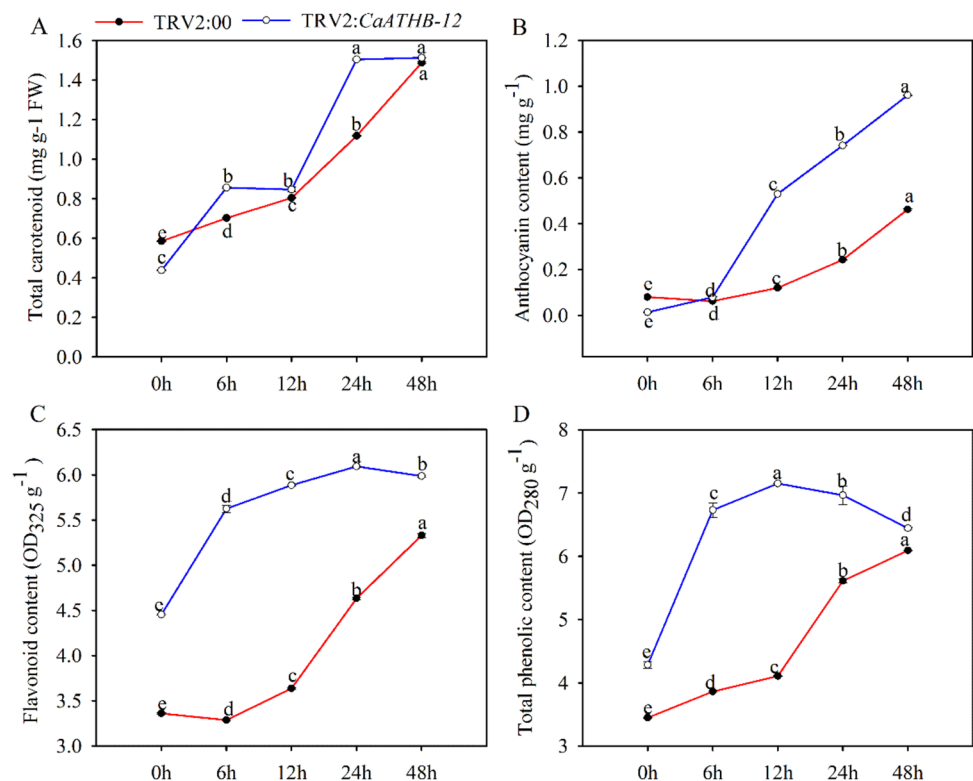 TRV2:00 TRV2:CaATHB-12
A
Total carotenoid (mg g-1 FW)
1.6
1.4
1.2
1.0
0.8
0.6
0.4
0.2
0.0
e
d
c
b
a
c
b
b
a
a
0h 6h 12h 24h 48h
B
Anthocyanin content (mg g-1)
1.0
0.8
0.6
0.4
0.2
0.0
c
d
c
b
a
e
d
c
b
a
0h 6h 12h 24h 48h
C
Flavonoid content (OD325 g-1)
6.5
6.0
5.5
5.0
4.5
4.0
3.5
3.0
c
d
c
a
b
e
d
c
b
a
0h 6h 12h 24h 48h
D
Total phenolic content (OD280 g-1)
8
7
6
5
4
3
e
c
a
b
d
e
d
c
b
a
0h 6h 12h 24h 48h